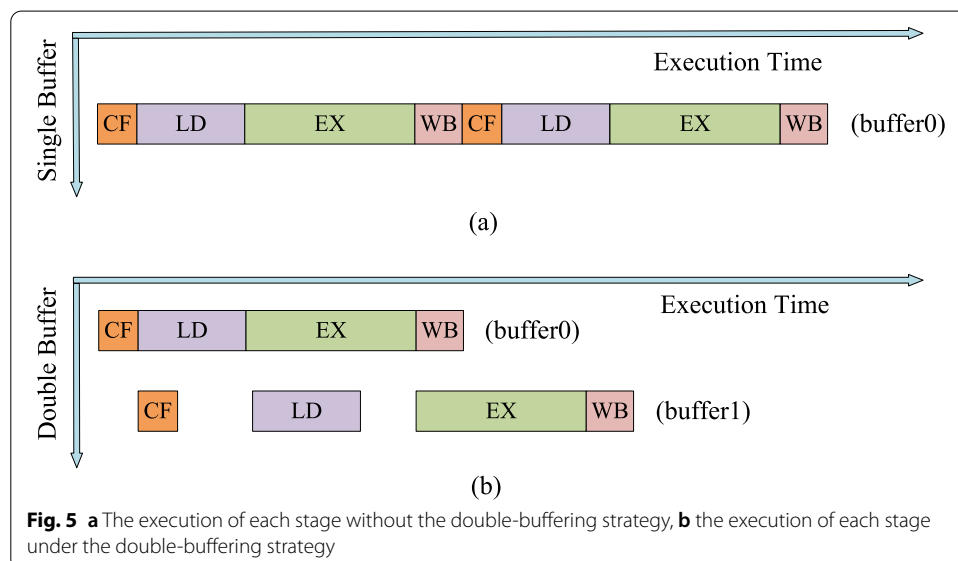 Single Buffer
Execution Time
CF LD EX WB CF LD EX WB (buffer0)
(a)
Double Buffer
Execution Time
CF LD EX WB (buffer0)
CF LD EX WB (buffer1)
(b)
Fig. 5 a The execution of each stage without the double-buffering strategy, b the execution of each stage
under the double-buffering strategy